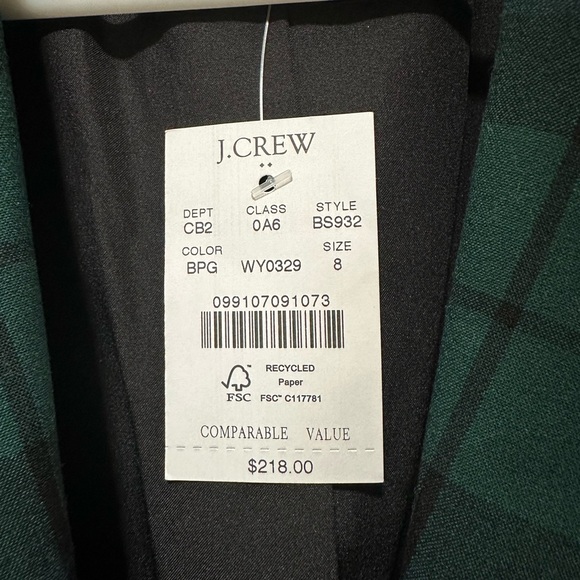 J.CREW
DEPT CLASS STYLE
CB2 0A6 BS932
COLOR SIZE
BPG WY0329 8
099107091073
RECYCLED
Paper
FSC FSC™ C117781
COMPARABLE VALUE
$218.00